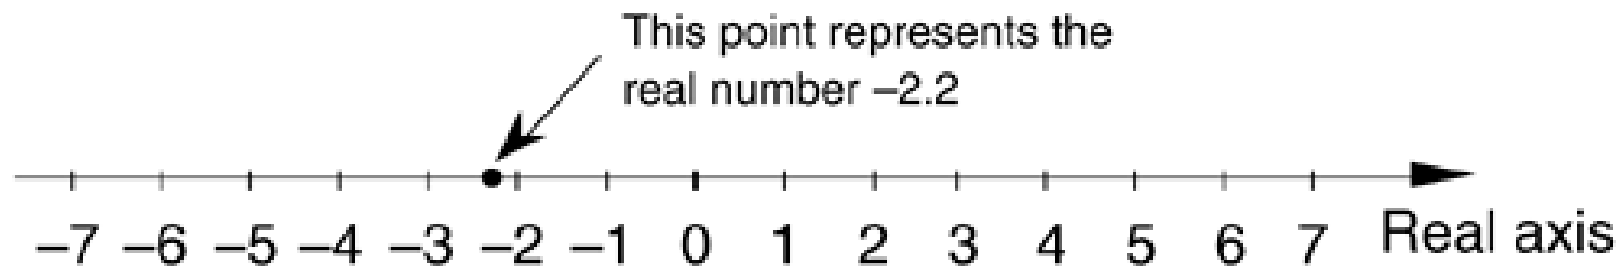 This point represents the
real number –2.2
–7 –6 –5 –4 –3 –2 –1 0 1 2 3 4 5 6 7 Real axis